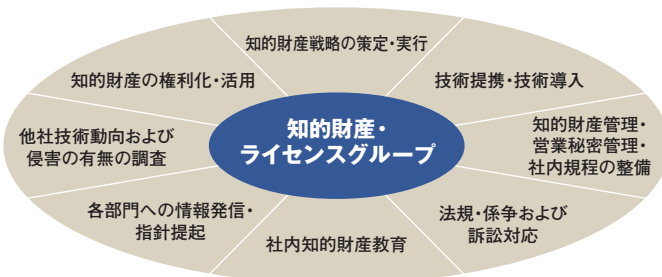 知的財産戦略の策定・実行
知的財産の権利化・活用
技術提携・技術導入
知的財産・
ライセンスグループ
他社技術動向および
侵害の有無の調査
知的財産管理・
営業秘密管理・
社内規程の整備
各部門への情報発信・
指針提起
社内知的財産教育
法規・係争および
訴訟対応